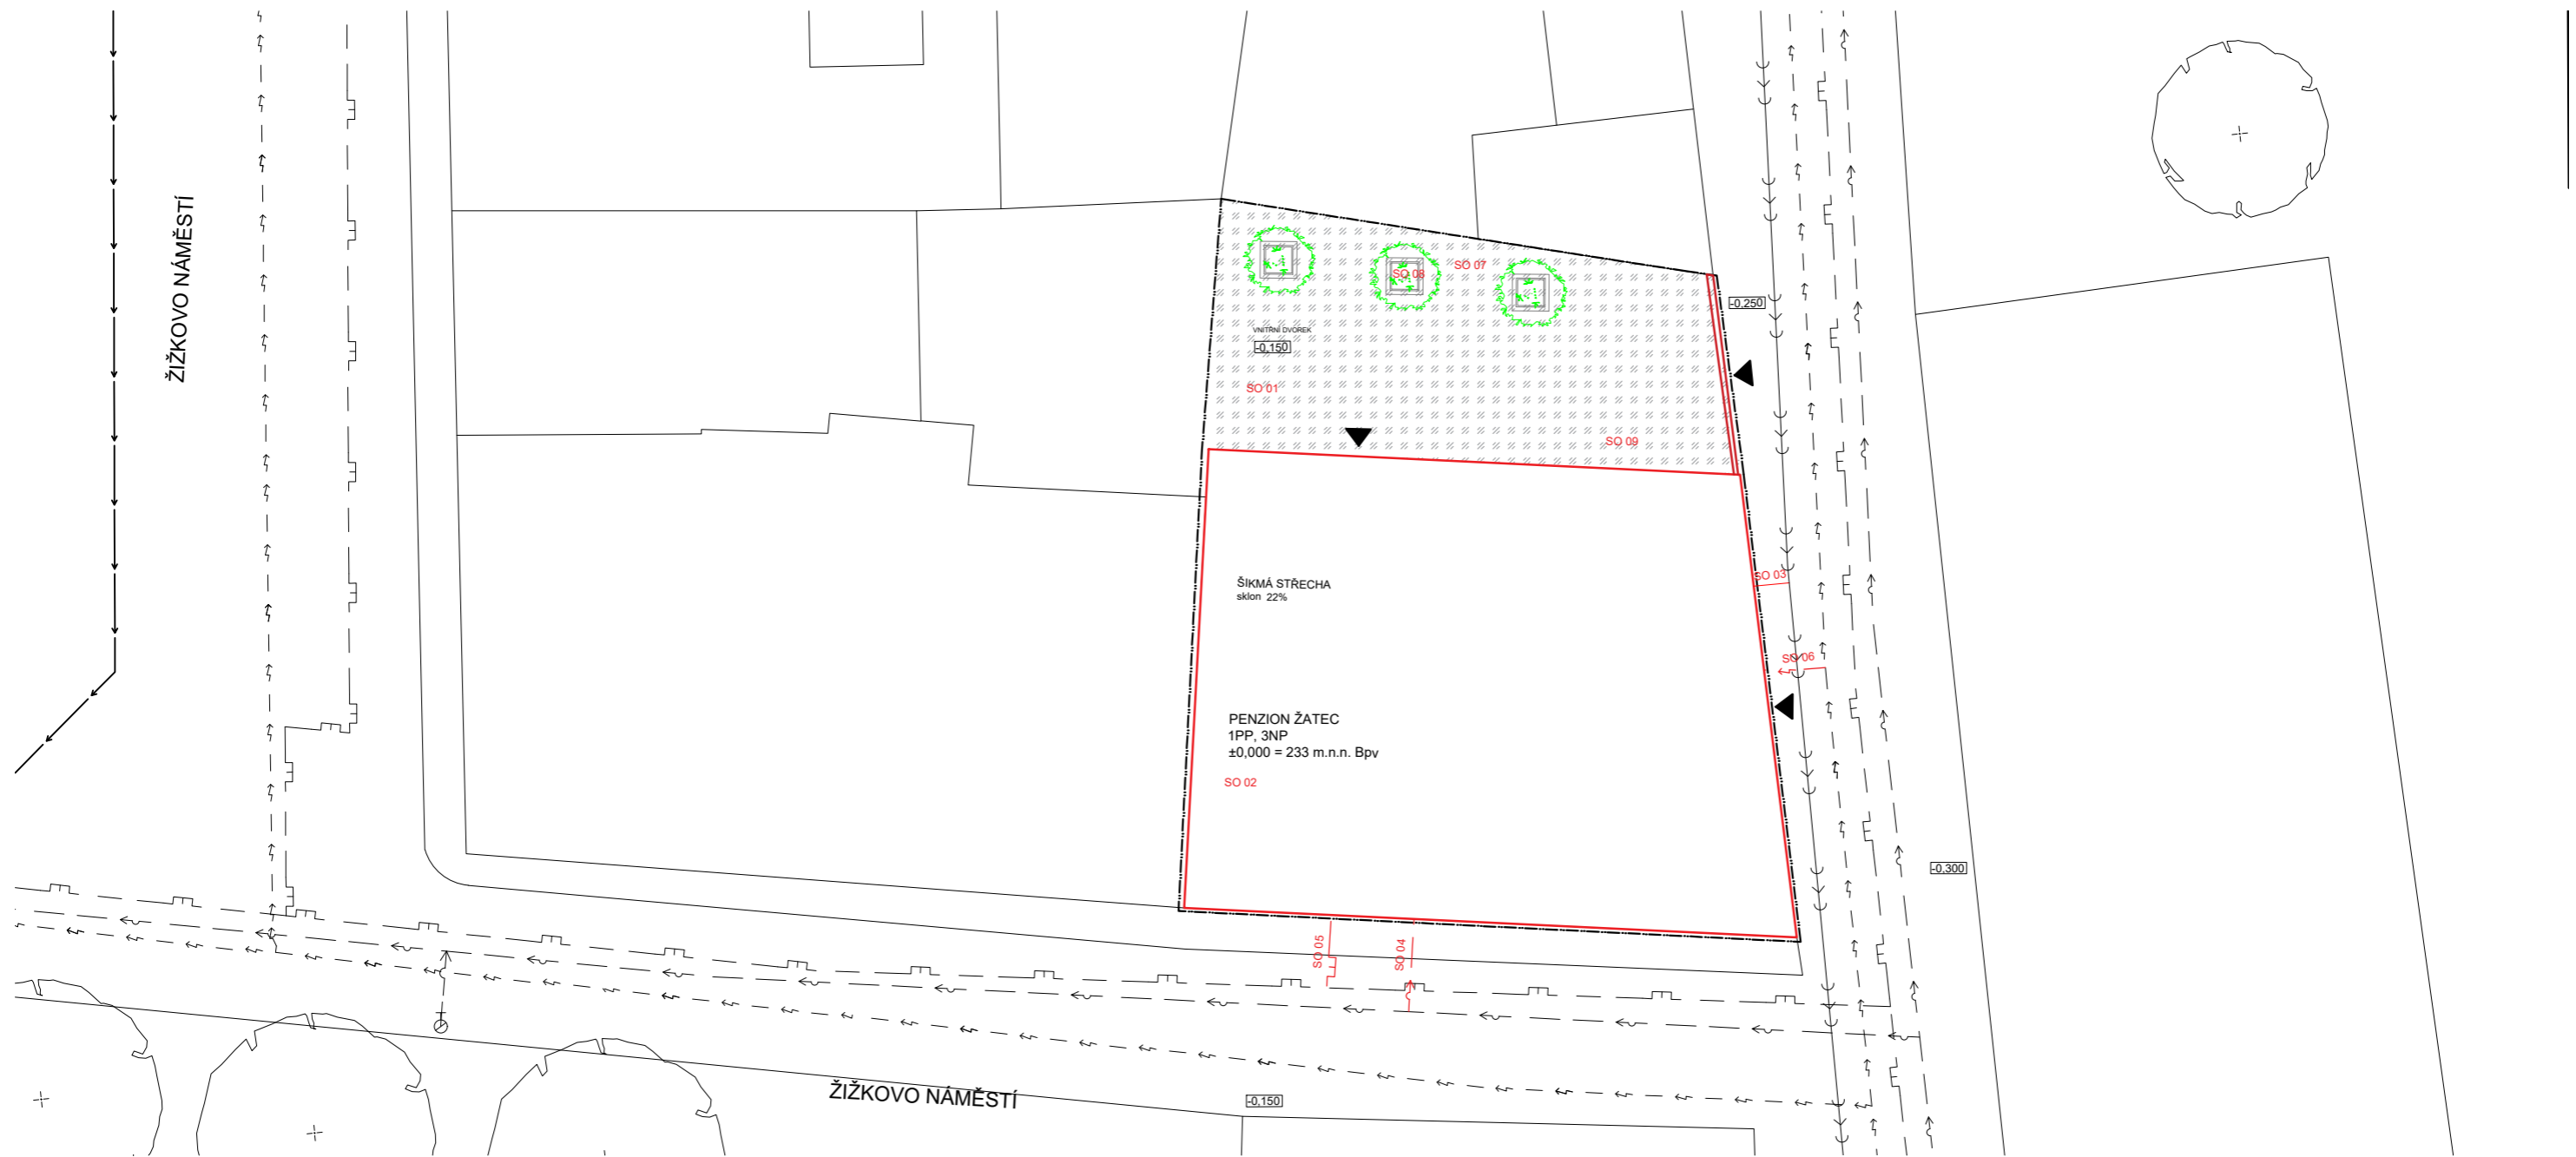 ŽIŽKOVO NÁMĚSTÍ
SO 08
SO 07
-0,250
VNITŘNÍ DVOREK
-0,150
SO 01
SO 09
ŠIKMÁ STŘECHA
sklon 22%
SO 03
SO 06
PENZION ŽATEC
1PP, 3NP
±0,000 = 233 m.n.n. Bpv
SO 02
-0,300
SO 05
SO 04
ŽIŽKOVO NÁMĚSTÍ
-0,150